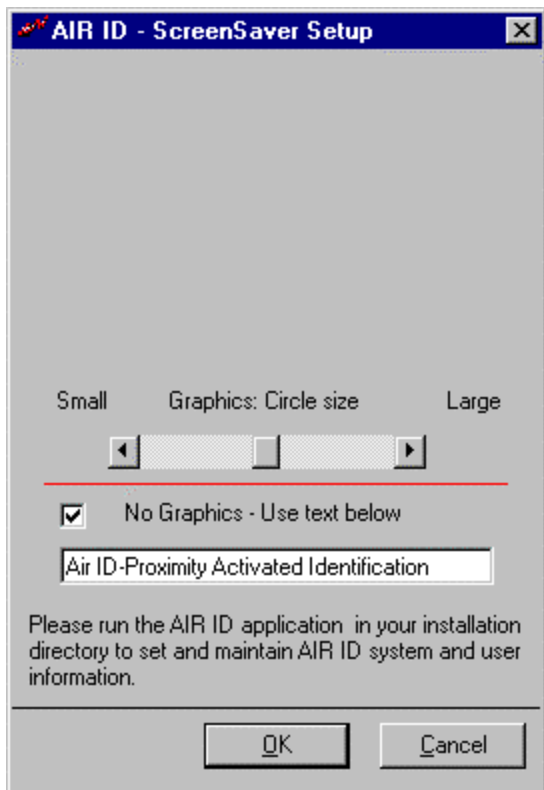 AIR ID - ScreenSaver Setup
Small Graphics: Circle size Large
No Graphics - Use text below
Air ID-Proximity Activated Identification
Please run the AIR ID application in your installation
directory to set and maintain AIR ID system and user
information.
OK Cancel